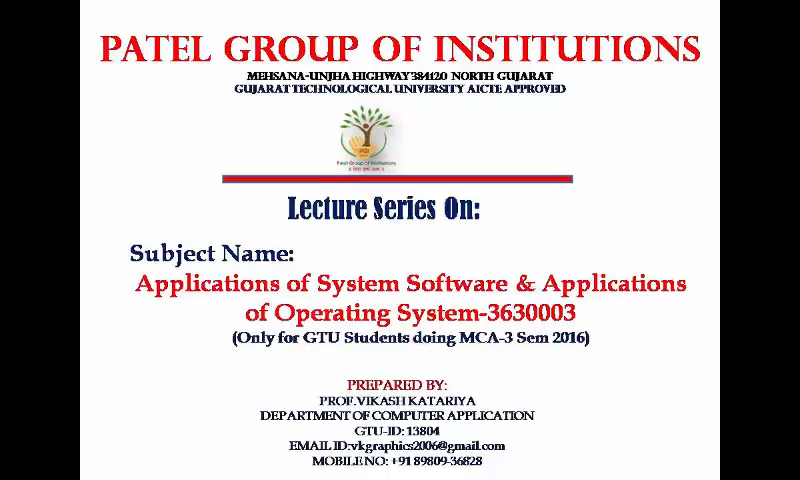 PATEL GROUP OF INSTITUTIONS
MEHSANA-UNJHA HIGHWAY 384120 NORTH GUJARAT
GUJARAT TECHNOLOGICAL UNIVERSITY AICTE APPROVED
PGI
Patel Group of Institutions
Lecture Series On:
Subject Name:
Applications of System Software & Applications
of Operating System-3630003
(Only for GTU Students doing MCA-3 Sem 2016)
PREPARED BY:
PROF.VIKASH KATARIYA
DEPARTMENT OF COMPUTER APPLICATION
GTU-ID: 13804
EMAIL ID:vkgraphics2006@gmail.com
MOBILE NO: +91 89809-36828